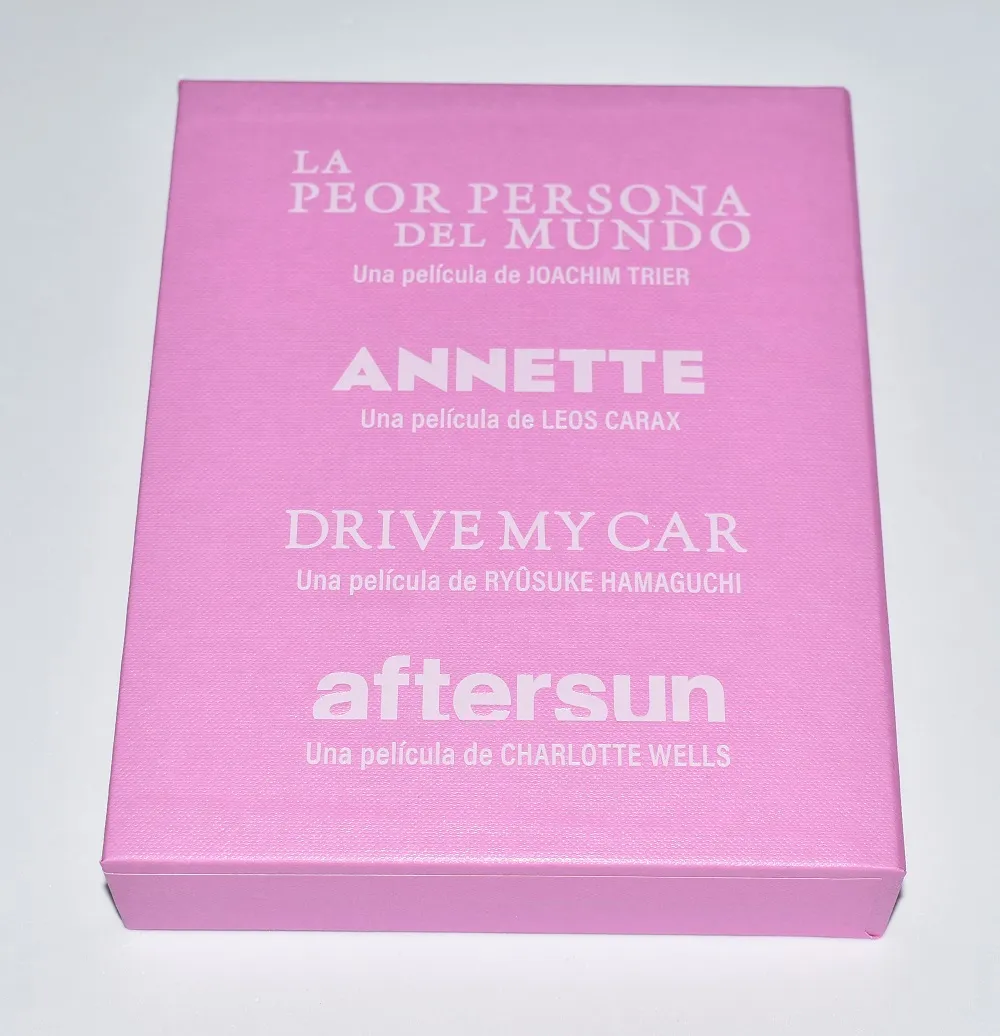 LA
PEOR PERSONA
DEL MUNDO
Una película de JOACHIM TRIER
ANNETTE
Una película de LEOS CARAX
DRIVE MY CAR
Una película de RYÛSUKE HAMAGUCHI
aftersun
Una película de CHARLOTTE WELLS